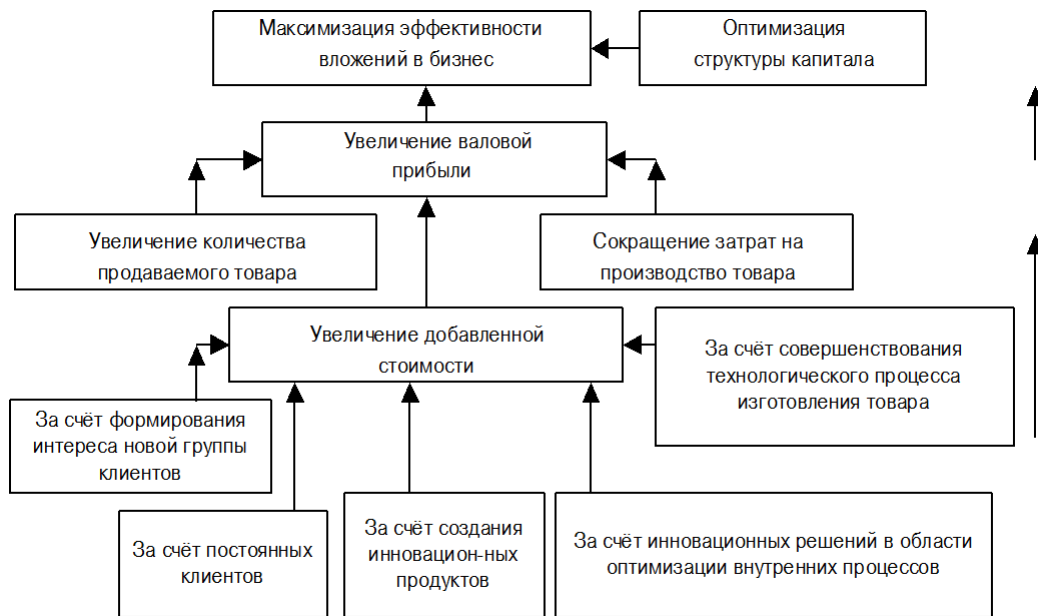 Максимизация эффективности
вложений в бизнес
Оптимизация
структуры капитала
Увеличение валовой
прибыли
Увеличение количества
продаваемого товара
Сокращение затрат на
производство товара
Увеличение добавленной
стоимости
За счёт совершенствования
технологического процесса
изготовления товара
За счёт формирования
интереса новой группы
клиентов
За счёт постоянных
клиентов
За счёт создания
инновацион-ных
продуктов
За счёт инновационных решений в области
оптимизации внутренних процессов